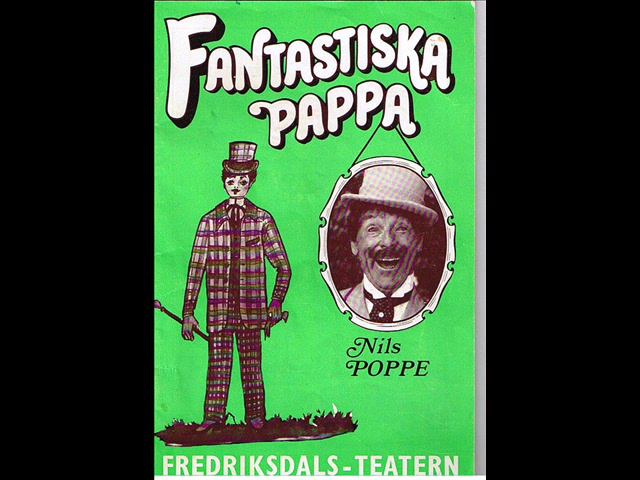 FANTASTISKA
PAPPA
Nils
POPPE
FREDRIKSDALS-TEATERN